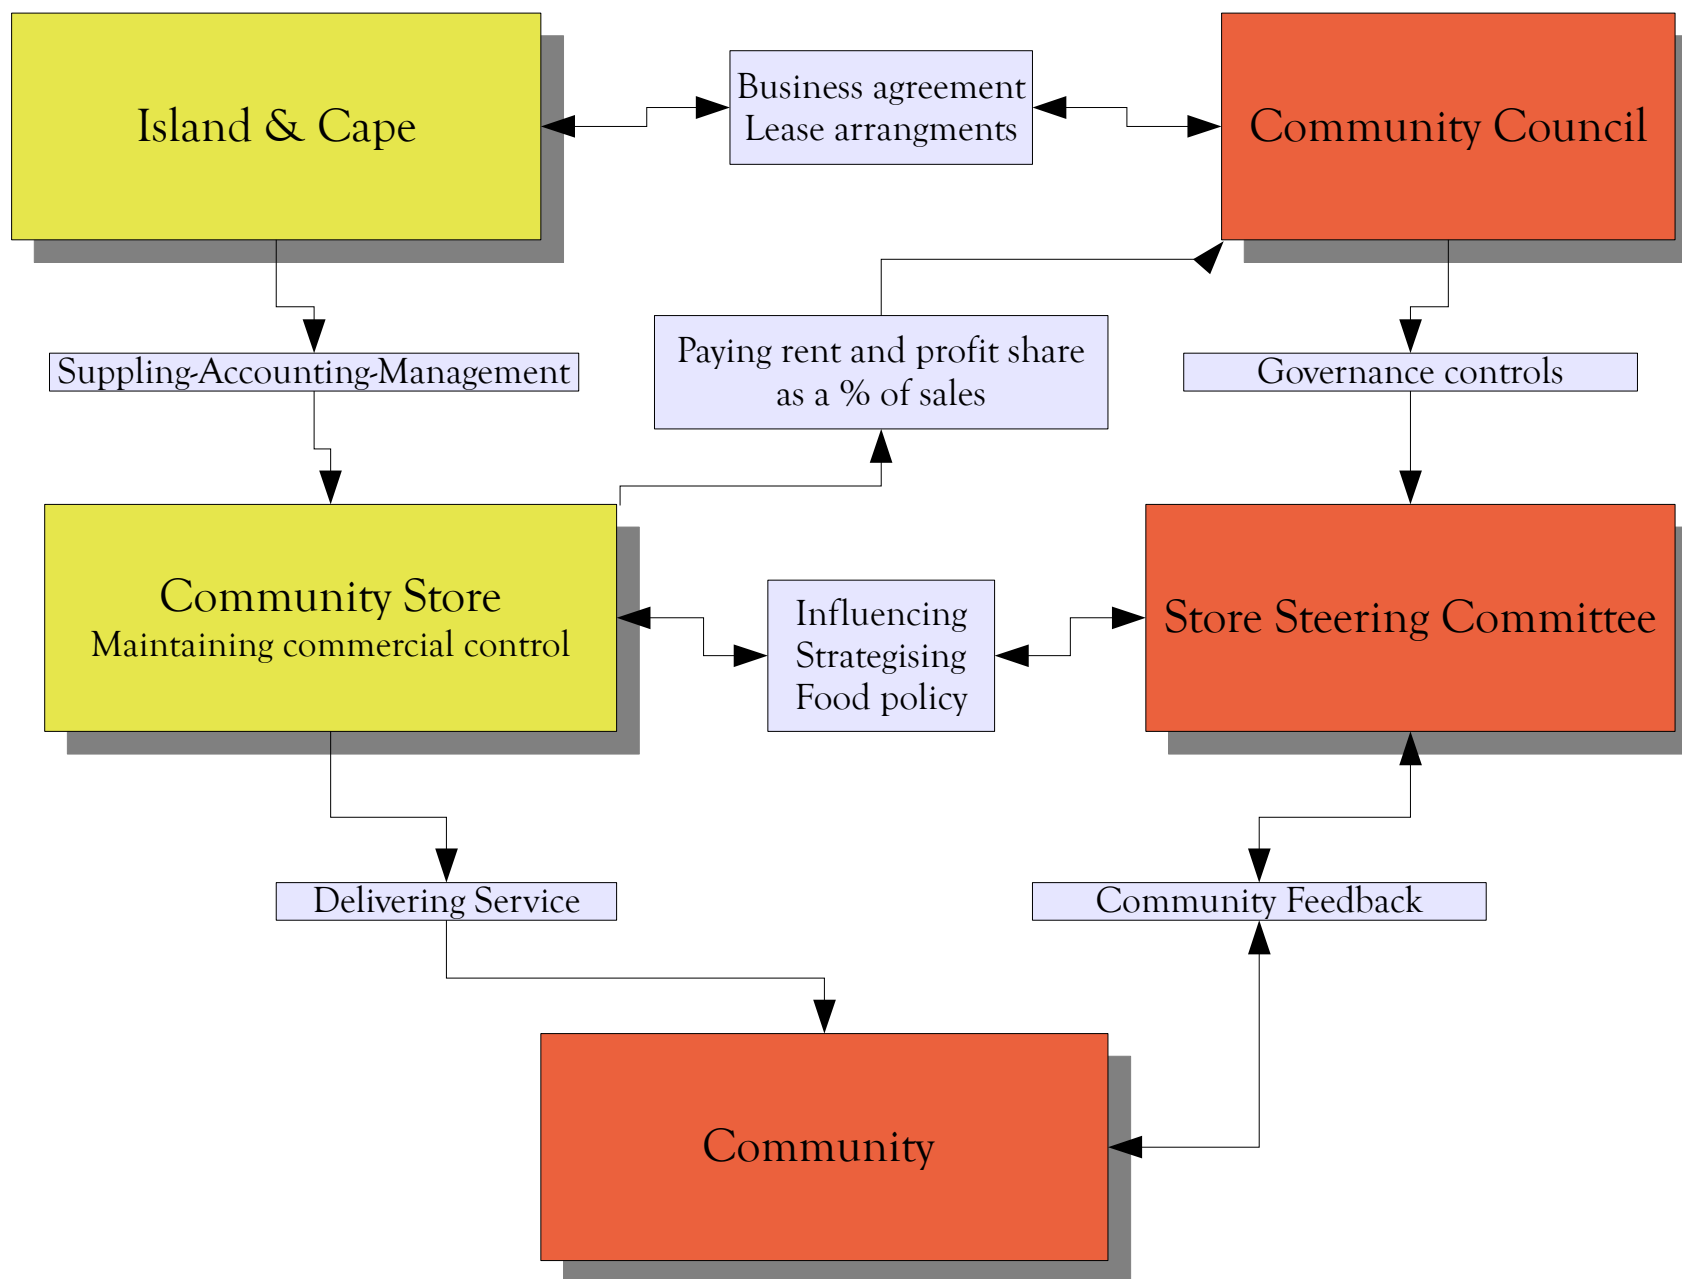 Island & Cape
Business agreement
Lease arrangments
Community Council
Suppling-Accounting-Management
Paying rent and profit share
as a % of sales
Governance controls
Community Store
Maintaining commercial control
Influencing
Strategising
Food policy
Store Steering Committee
Delivering Service
Community Feedback
Community